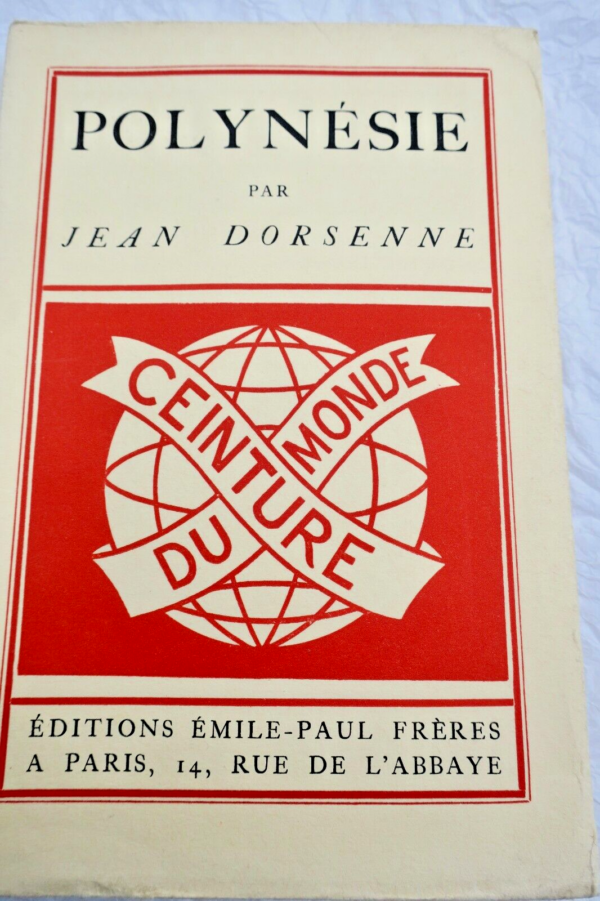 POLYNÉSIE
PAR
JEAN DORSENNE
CEINTURE
DU MONDE
ÉDITIONS ÉMILE-PAUL FRÈRES
A PARIS, 14, RUE DE L'ABBAYE